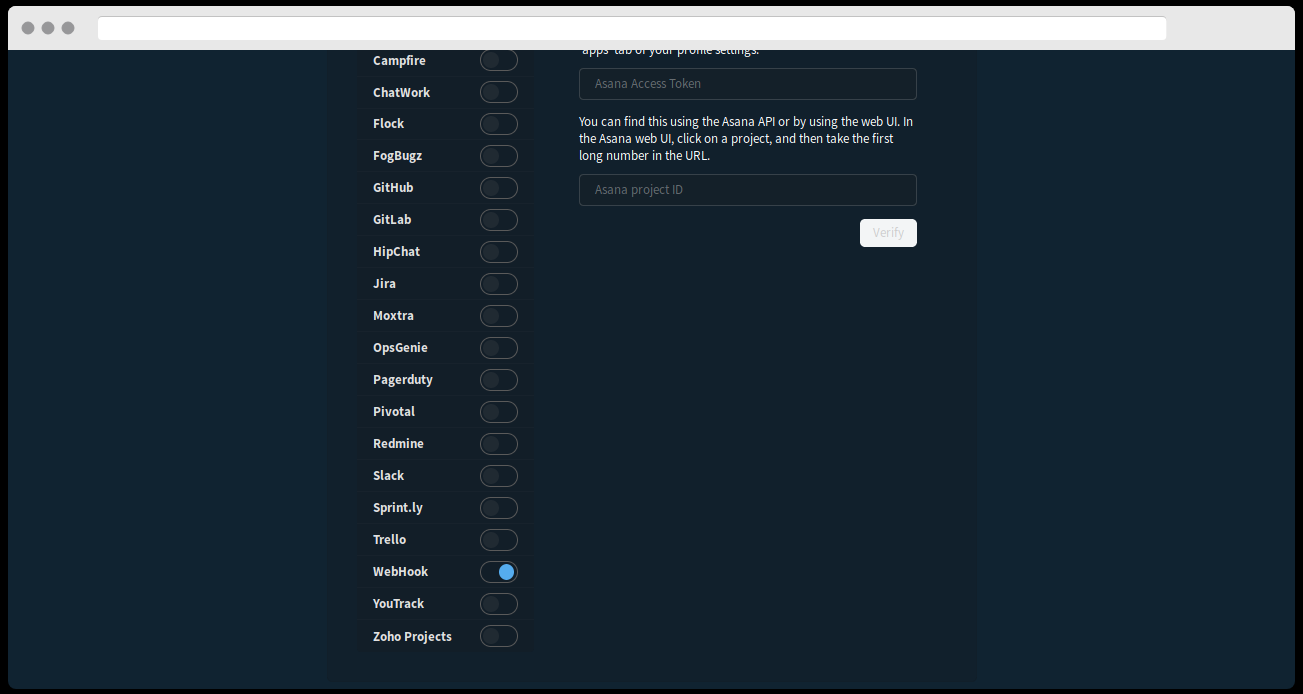 Campfire
ChatWork
Flock
FogBugz
GitHub
GitLab
HipChat
Jira
Moxtra
OpsGenie
Pagerduty
Pivotal
Redmine
Slack
Sprint.ly
Trello
WebHook
YouTrack
Zoho Projects
apps' tab of your profile settings.
Asana Access Token
You can find this using the Asana API or by using the web UI. In
the Asana web UI, click on a project, and then take the first
long number in the URL.
Asana project ID
Verify